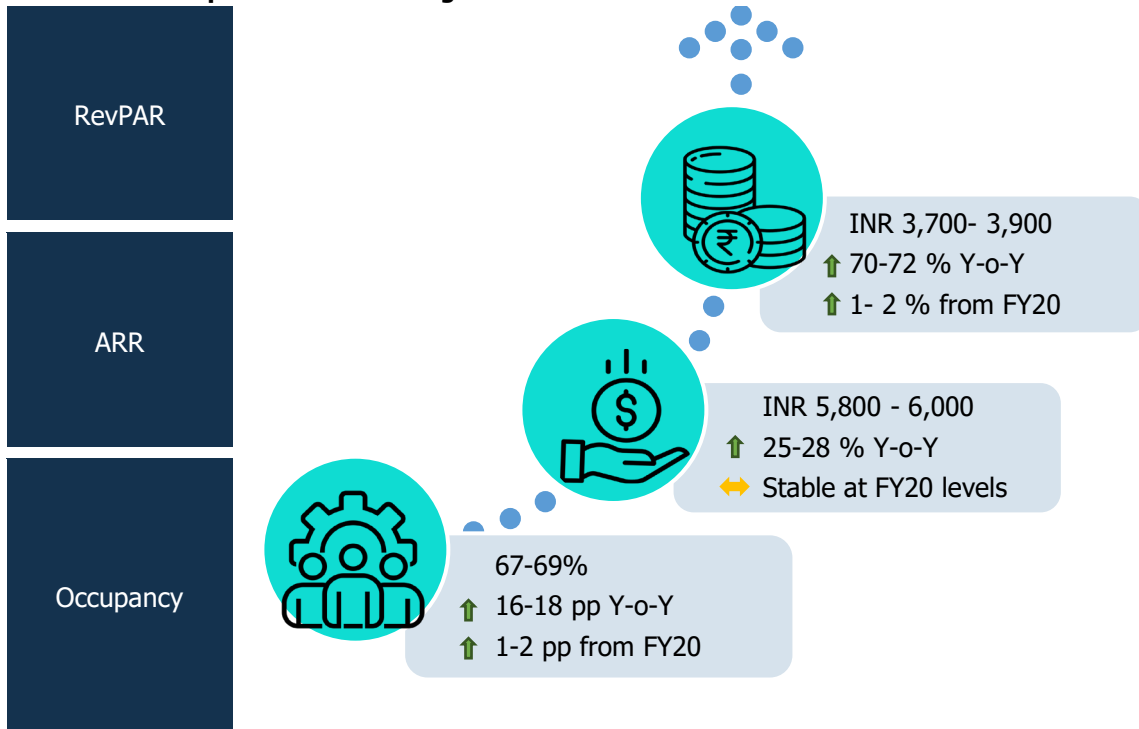 RevPAR
INR 3,700- 3,900
70-72 % Y-o-Y
1- 2 % from FY20
ARR
INR 5,800 - 6,000
25-28 % Y-o-Y
Stable at FY20 levels
Occupancy
67-69%
16-18 pp Y-o-Y
1-2 pp from FY20